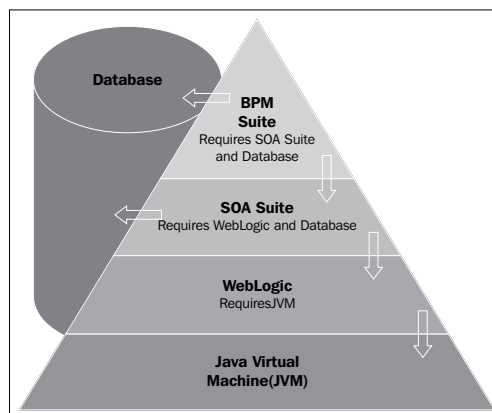 Database
BPM
Suite
Requires SOA Suite
and Database
SOA Suite
Requires WebLogic and Database
WebLogic
RequiresJVM
Java Virtual
Machine(JVM)